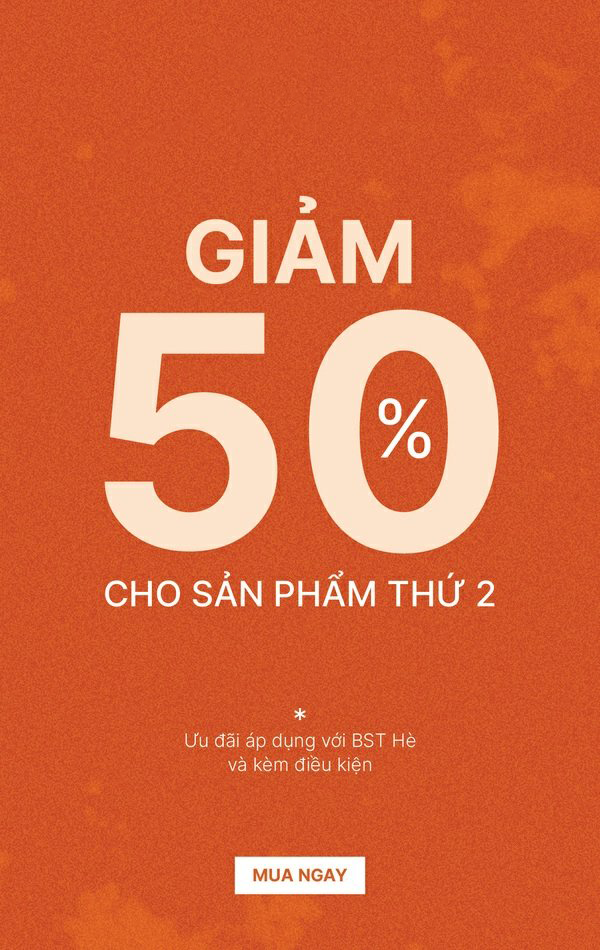 GIẢM
50%
CHO SẢN PHẨM THỨ 2
*
Ưu đãi áp dụng với BST Hè
và kèm điều kiện
MUA NGAY